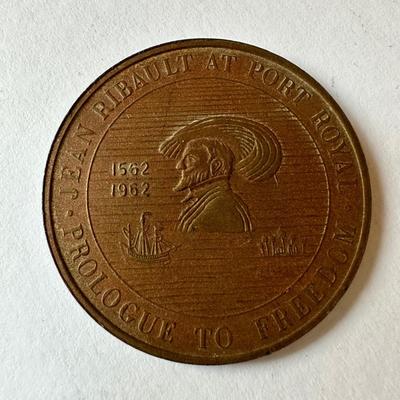 JEAN RIBAULT AT PORT ROYAL
1562
1962
· PROLOGUE TO FREEDOM ·